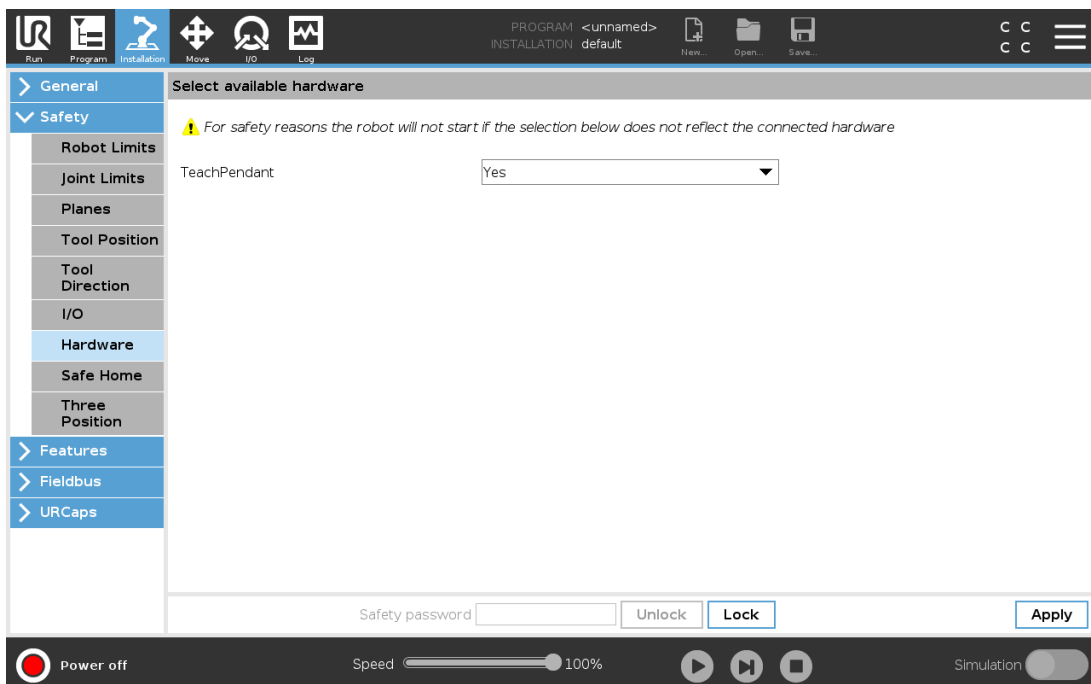 Run
Program
Installation
Move
I/O
Log
PROGRAM <unnamed>
INSTALLATION default
New...
Open...
Save...
C C
C C
General
Safety
Robot Limits
Joint Limits
Planes
Tool Position
Tool
Direction
I/O
Hardware
Safe Home
Three
Position
Features
Fieldbus
URCaps
Select available hardware
For safety reasons the robot will not start if the selection below does not reflect the connected hardware
TeachPendant Yes
Safety password Unlock Lock Apply
Power off Speed 100% Simulation